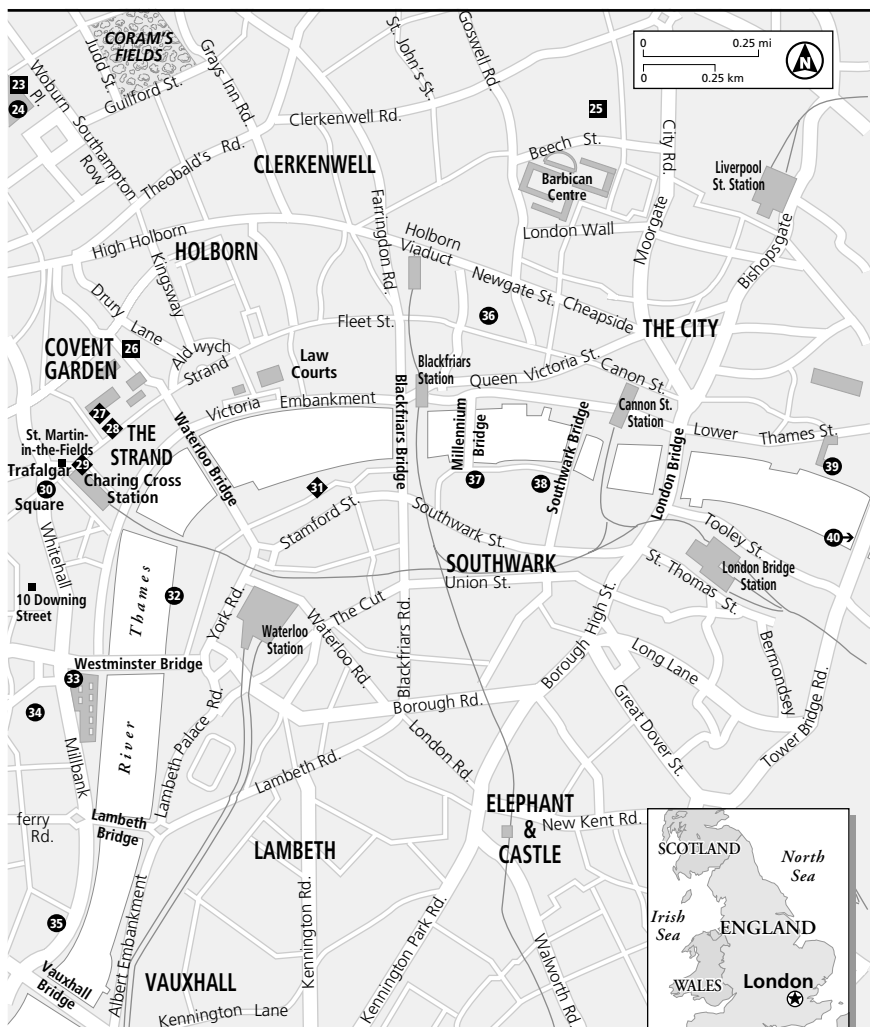 CORAM'S
FIELDS
Judd St.
Woburn Pl.
Guilford St.
Grays Inn Rd.
St. John's St.
Goswell Rd.
0 0.25 mi
0 0.25 km
N
23
24
25
Southampton
Row
Theobald's Rd.
Clerkenwell Rd.
CLERKENWELL
Beech St.
City Rd.
Barbican
Centre
Liverpool
St. Station
London Wall
Moorgate
Bishopsgate
High Holborn
HOLBORN
Kingsway
Farringdon Rd.
Holborn
Viaduct
Newgate St.
Cheapside
36
THE CITY
Drury
Lane
COVENT
GARDEN
26
Aldwych
Strand
Fleet St.
Law
Courts
Blackfriars
Station
Queen Victoria St.
Canon St.
Cannon St.
Station
Victoria Embankment
27
28
THE
STRAND
St. Martin-
in-the-Fields
29
Trafalgar
30
Square
Charing Cross
Station
Waterloo Bridge
Blackfriars Bridge
Millennium
Bridge
Southwark Bridge
London Bridge
Lower Thames St.
39
31
37
38
40
Stamford St.
Southwark St.
Tooley St.
London Bridge
Station
SOUTHWARK
Union St.
St. Thomas St.
Whitehall
10 Downing
Street
Thames
32
York Rd.
Waterloo
Station
The Cut
Waterloo Rd.
Blackfriars Rd.
Borough High St.
Bermondsey
Long Lane
Westminster Bridge
33
34
Millbank
River
Lambeth Palace Rd.
Borough Rd.
London Rd.
Great Dover St.
Tower Bridge Rd.
Lambeth Rd.
ferry
Rd.
Lambeth
Bridge
LAMBETH
ELEPHANT
&
CASTLE
New Kent Rd.
35
Albert Embankment
Kennington Rd.
Kennington Park Rd.
Walworth Rd.
Vauxhall
Bridge
VAUXHALL
Kennington Lane
SCOTLAND
North
Sea
Irish
Sea
ENGLAND
WALES
London